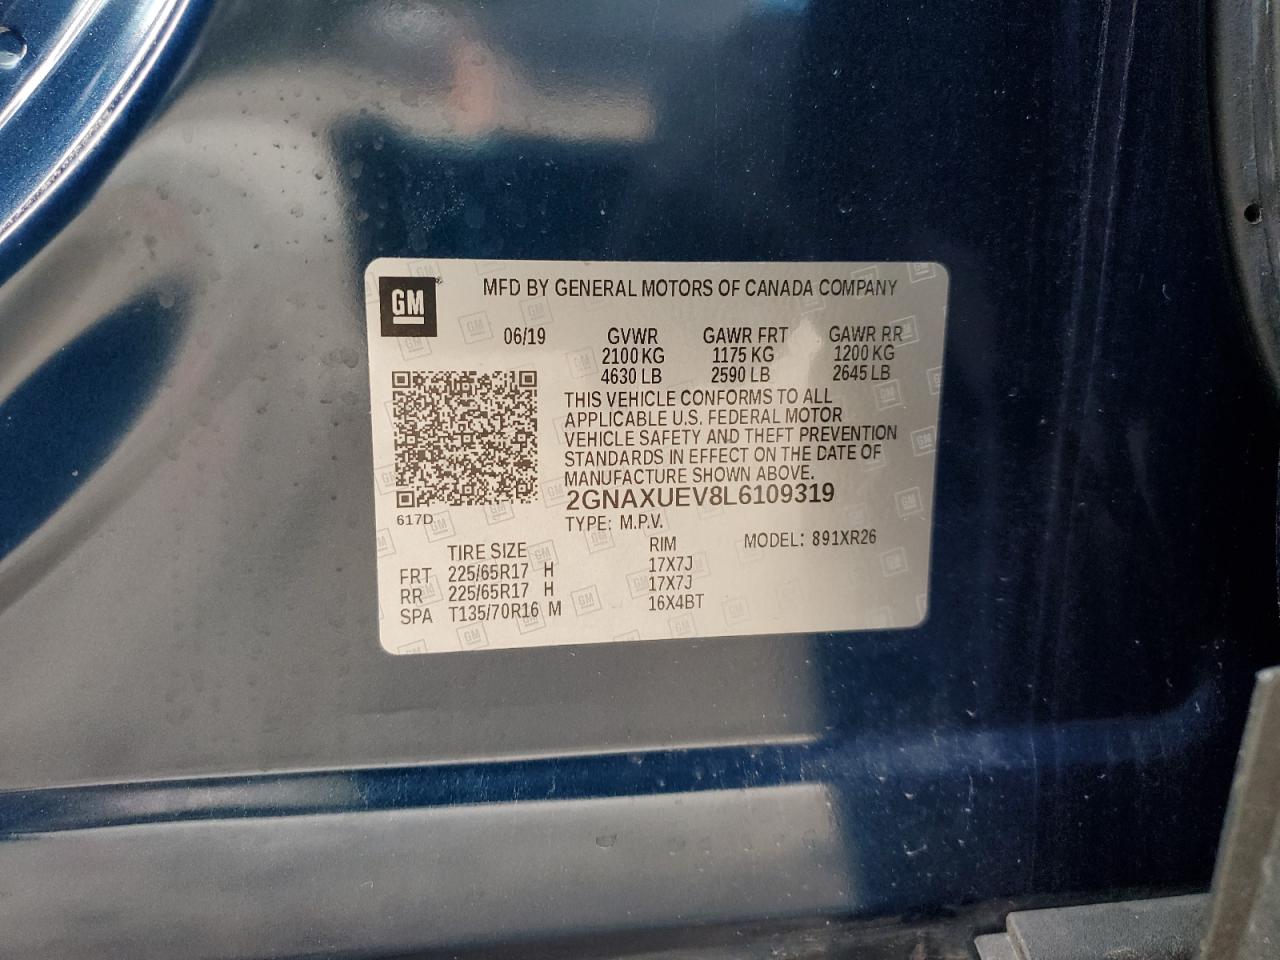 GM
MFD BY GENERAL MOTORS OF CANADA COMPANY
06/19 GVWR GAWR FRT GAWR RR
2100 KG 1175 KG 1200 KG
4630 LB 2590 LB 2645 LB
THIS VEHICLE CONFORMS TO ALL
APPLICABLE U.S. FEDERAL MOTOR
VEHICLE SAFETY AND THEFT PREVENTION
STANDARDS IN EFFECT ON THE DATE OF
MANUFACTURE SHOWN ABOVE.
2GNAXUEV8L6109319
617D
TYPE: M.P.V.
MODEL: 891XR26
TIRE SIZE RIM
FRT 225/65R17 H 17X7J
RR 225/65R17 H 17X7J
SPA T135/70R16 M 16X4BT